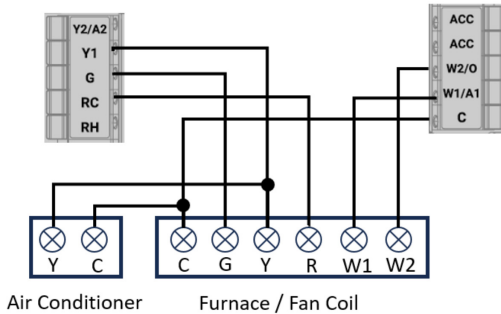 Y2/A2
Y1
G
RC
RH
ACC
ACC
W2/O
W1/A1
C
Y C
C G Y R W1 W2
Air Conditioner
Furnace / Fan Coil